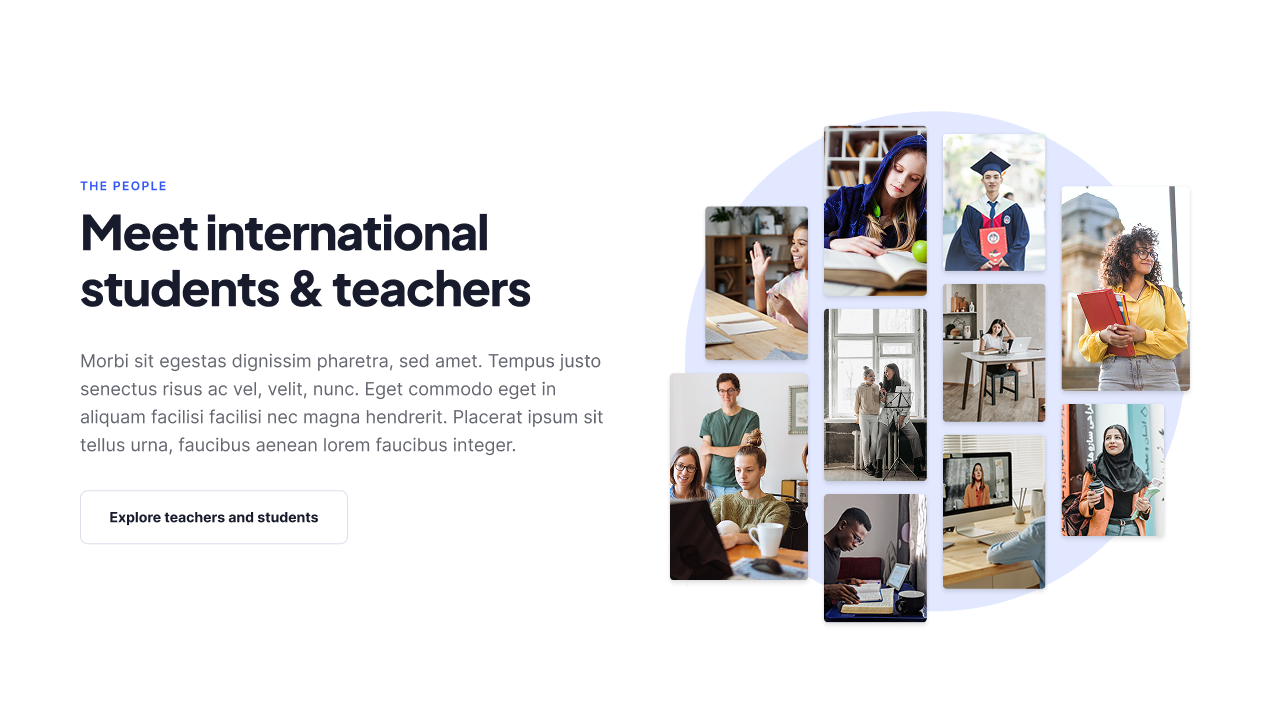 THE PEOPLE
Meet international
students & teachers
Morbi sit egestas dignissim pharetra, sed amet. Tempus justo
senectus risus ac vel, velit, nunc. Eget commodo eget in
aliquam facilisi facilisi nec magna hendrerit. Placerat ipsum sit
tellus urna, faucibus aenean lorem faucibus integer.
Explore teachers and students